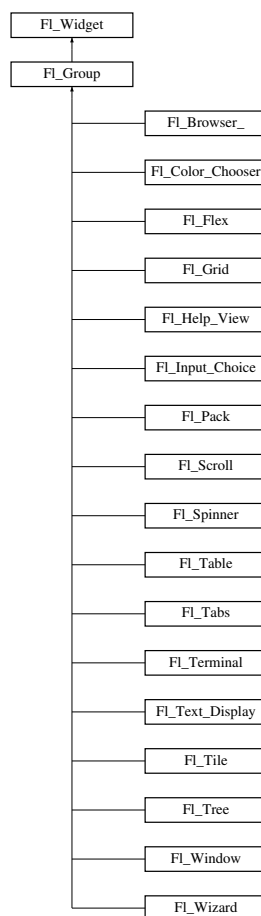 Fl_Widget
Fl_Group
Fl_Browser_
Fl_Color_Chooser
Fl_Flex
Fl_Grid
Fl_Help_View
Fl_Input_Choice
Fl_Pack
Fl_Scroll
Fl_Spinner
Fl_Table
Fl_Tabs
Fl_Terminal
Fl_Text_Display
Fl_Tile
Fl_Tree
Fl_Window
Fl_Wizard